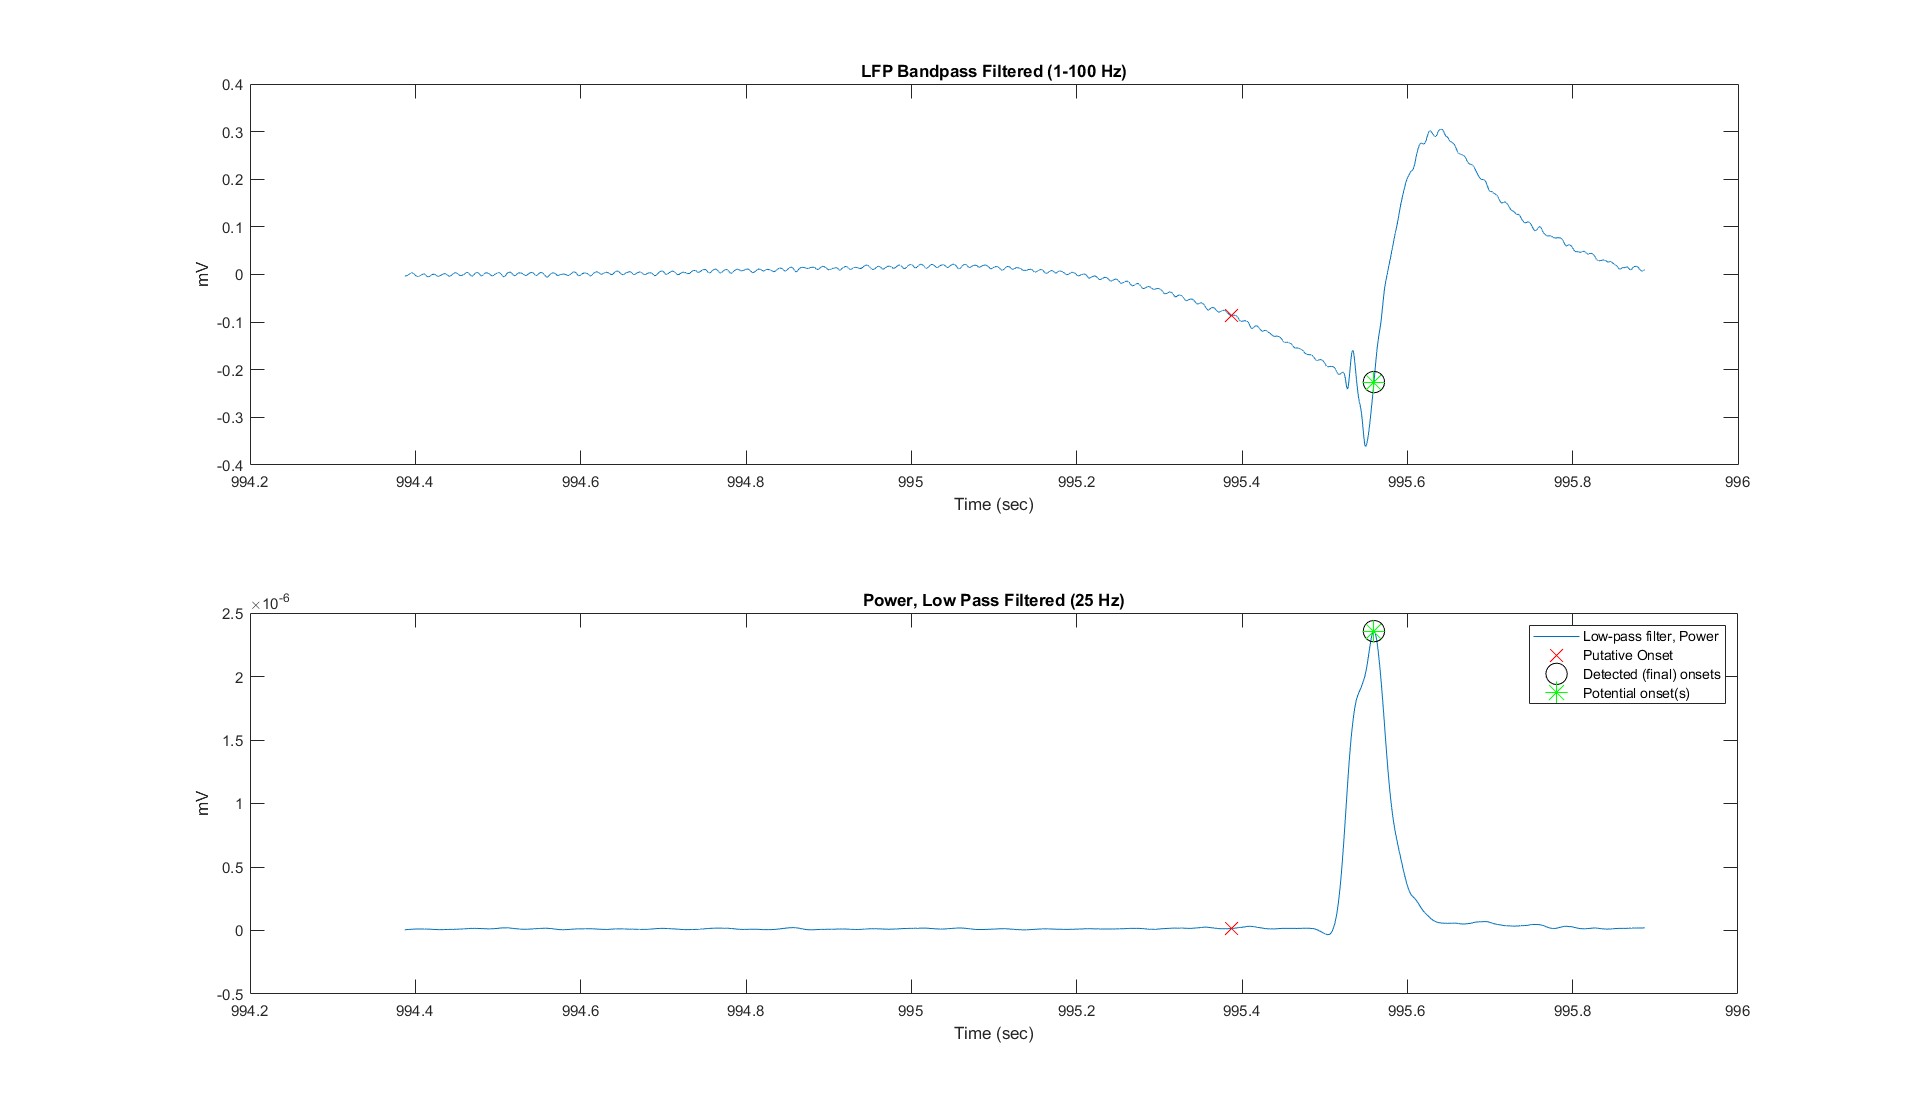 LFP Bandpass Filtered (1-100 Hz)
0.4
0.3
0.2
0.1
0
-0.1
-0.2
-0.3
-0.4
mV
994.2 994.4 994.6 994.8 995 995.2 995.4 995.6 995.8 996
Time (sec)
Power, Low Pass Filtered (25 Hz)
×10-6
2.5
2
1.5
1
0.5
0
-0.5
mV
Low-pass filter, Power
Putative Onset
Detected (final) onsets
Potential onset(s)
994.2 994.4 994.6 994.8 995 995.2 995.4 995.6 995.8 996
Time (sec)